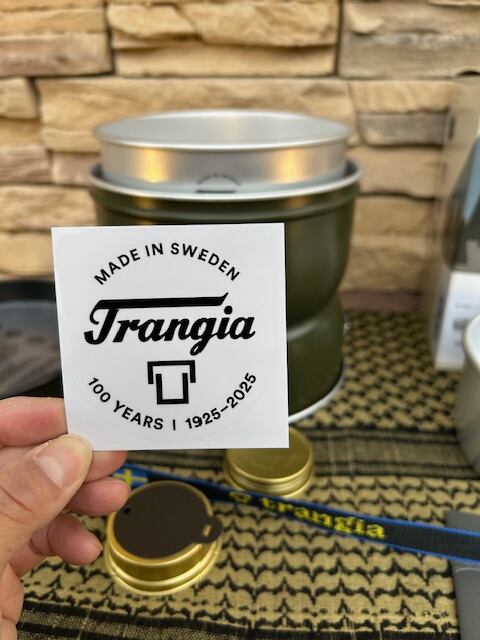 MADE IN SWEDEN
Trangia
100 YEARS | 1925–2025
trangia